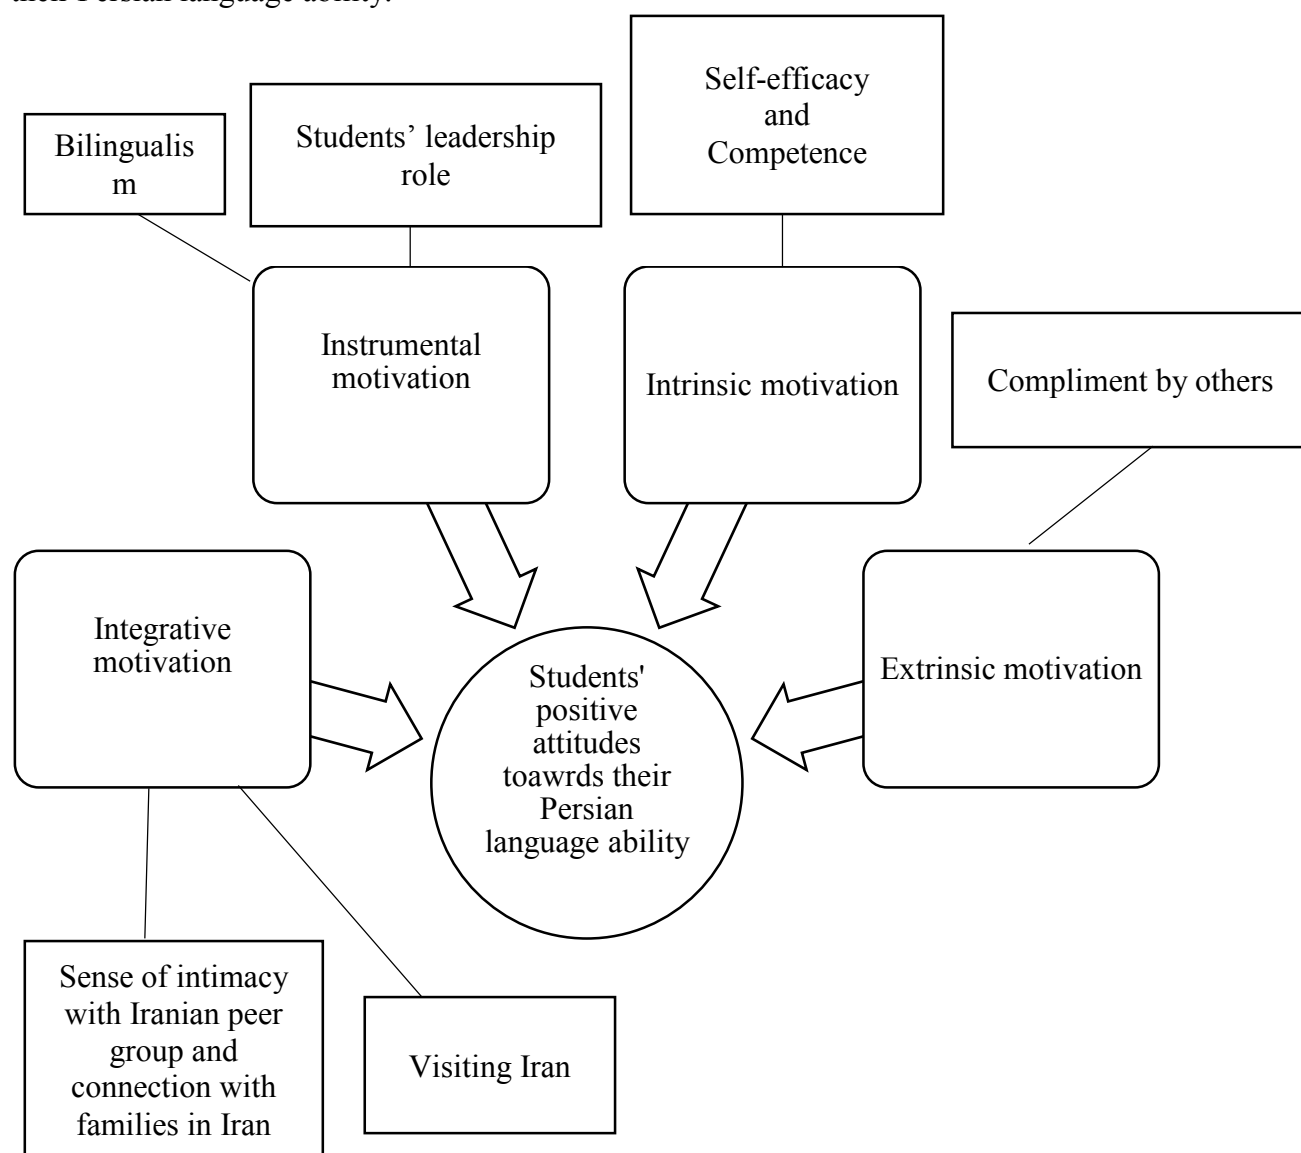 their Persian language ability.
Self-efficacy
and
Competence
Students’ leadership
role
Bilingualis
m
Instrumental
motivation
Intrinsic motivation
Compliment by others
Integrative
motivation
Students'
positive
attitudes
toawrds their
Persian
language ability
Extrinsic motivation
Sense of intimacy
with Iranian peer
group and
connection with
families in Iran
Visiting Iran